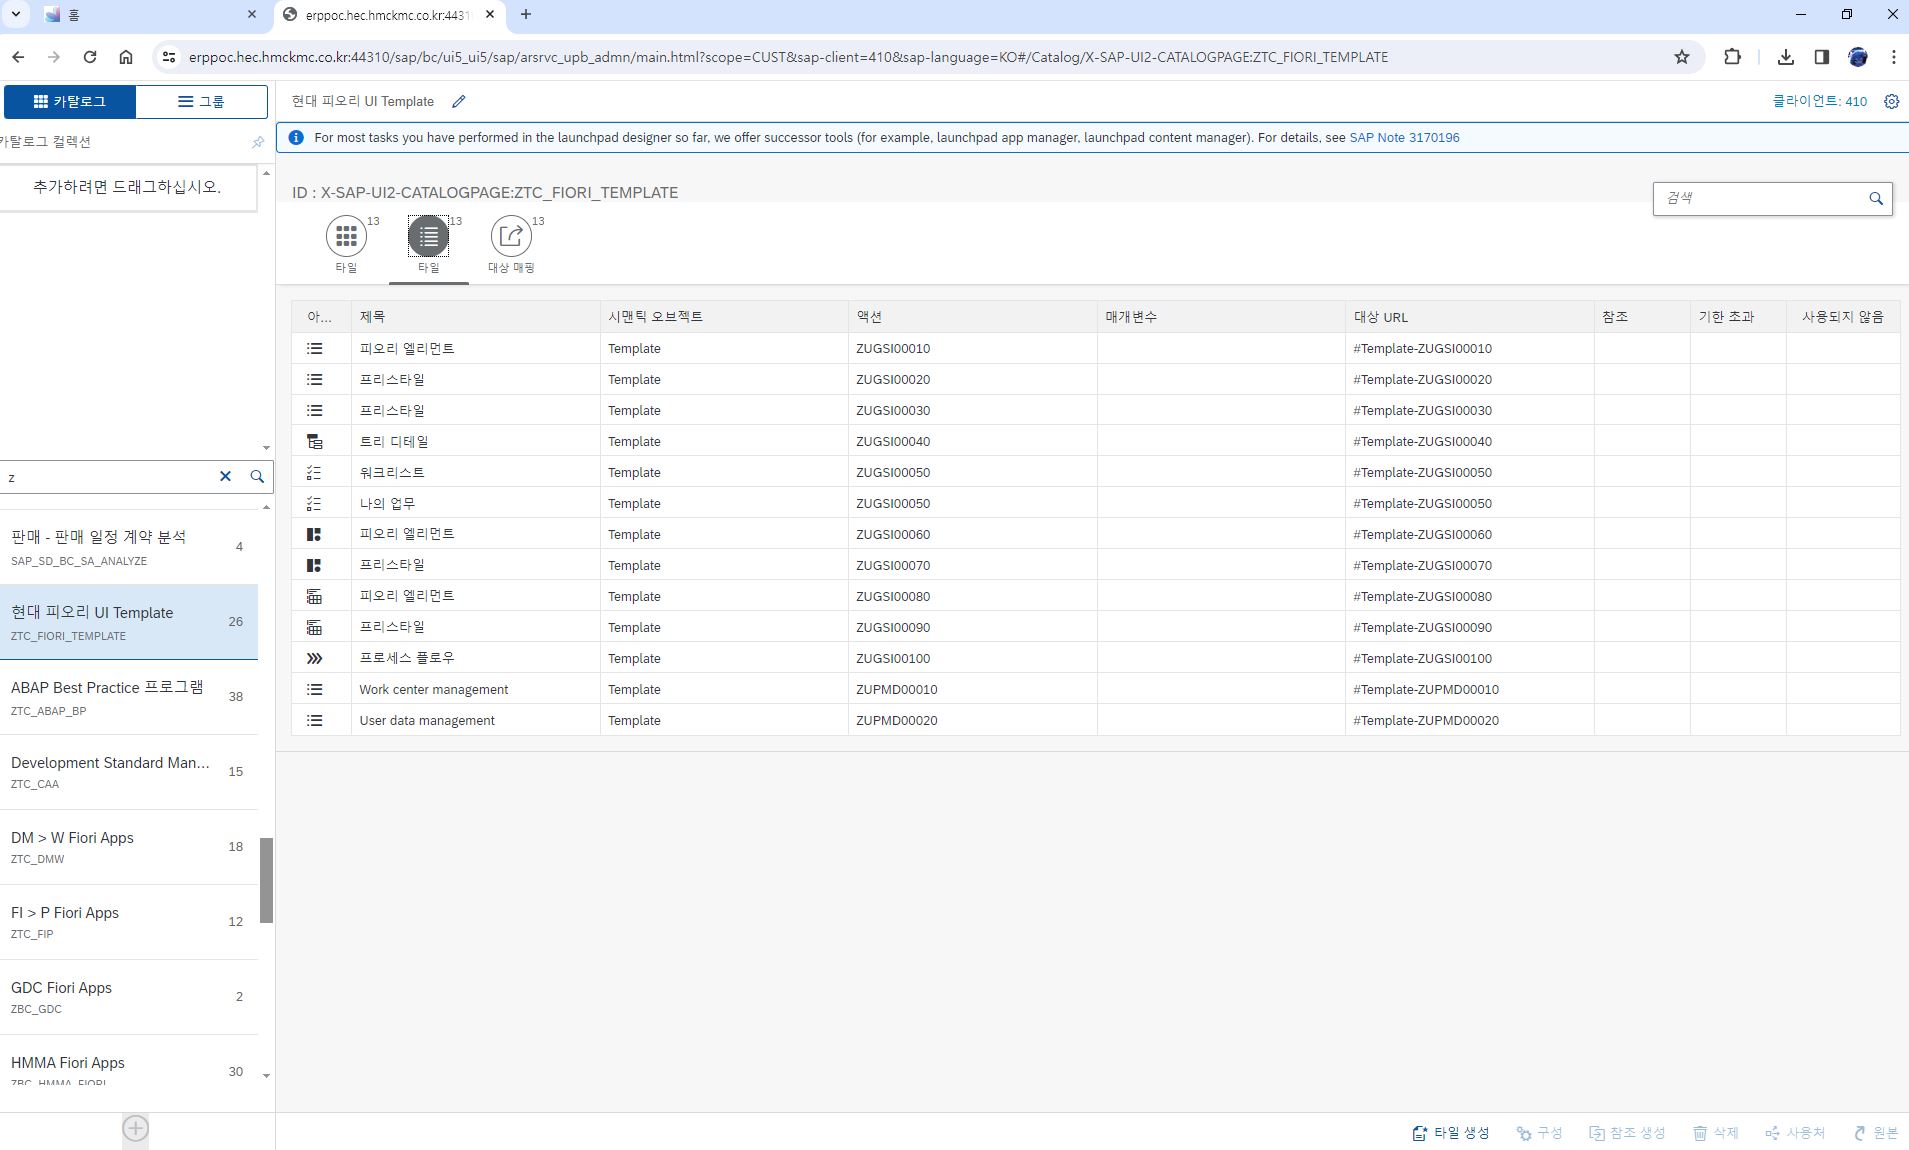 홈
erppoc.hec.hmckmc.co.kr:4431
erppoc.hec.hmckmc.co.kr:44310/sap/bc/ui5_ui5/sap/arsrvc_upb_admn/main.html?scope=CUST&sap-client=410&sap-language=KO#/Catalog/X-SAP-UI2-CATALOGPAGE:ZTC_FIORI_TEMPLATE
카탈로그
그룹
현대 피오리 UI Template
클라이언트: 410
카탈로그 컬렉션
For most tasks you have performed in the launchpad designer so far, we offer successor tools (for example, launchpad app manager, launchpad content manager). For details, see SAP Note 3170196
추가하려면 드래그하십시오.
ID : X-SAP-UI2-CATALOGPAGE:ZTC_FIORI_TEMPLATE
검색
13
타일
13
타일
13
대상 매핑
아... 제목 시맨틱 오브젝트 액션 매개변수 대상 URL 참조 기한 초과 사용되지 않음
피오리 엘리먼트 Template ZUGSI00010 #Template-ZUGSI00010
프리스타일 Template ZUGSI00020 #Template-ZUGSI00020
프리스타일 Template ZUGSI00030 #Template-ZUGSI00030
트리 디테일 Template ZUGSI00040 #Template-ZUGSI00040
워크리스트 Template ZUGSI00050 #Template-ZUGSI00050
나의 업무 Template ZUGSI00050 #Template-ZUGSI00050
피오리 엘리먼트 Template ZUGSI00060 #Template-ZUGSI00060
프리스타일 Template ZUGSI00070 #Template-ZUGSI00070
피오리 엘리먼트 Template ZUGSI00080 #Template-ZUGSI00080
프리스타일 Template ZUGSI00090 #Template-ZUGSI00090
프로세스 플로우 Template ZUGSI00100 #Template-ZUGSI00100
Work center management Template ZUPMD00010 #Template-ZUPMD00010
User data management Template ZUPMD00020 #Template-ZUPMD00020
z
판매 - 판매 일정 계약 분석
4
SAP_SD_BC_SA_ANALYZE
현대 피오리 UI Template
26
ZTC_FIORI_TEMPLATE
ABAP Best Practice 프로그램
38
ZTC_ABAP_BP
Development Standard Man...
15
ZTC_CAA
DM > W Fiori Apps
18
ZTC_DMW
FI > P Fiori Apps
12
ZTC_FIP
GDC Fiori Apps
2
ZBC_GDC
HMMA Fiori Apps
30
ZBC_HMMA_FIORI
타일 생성
구성
참조 생성
삭제
사용처
원본